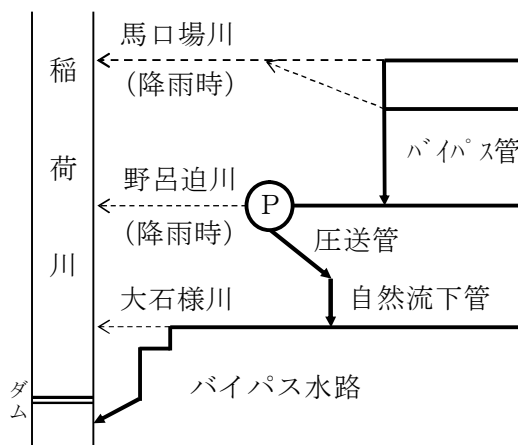 稲荷川
馬口場川
(降雨時)
バイパス管
野呂迫川
(降雨時)
P
圧送管
自然流下管
大石様川
バイパス水路
ダム